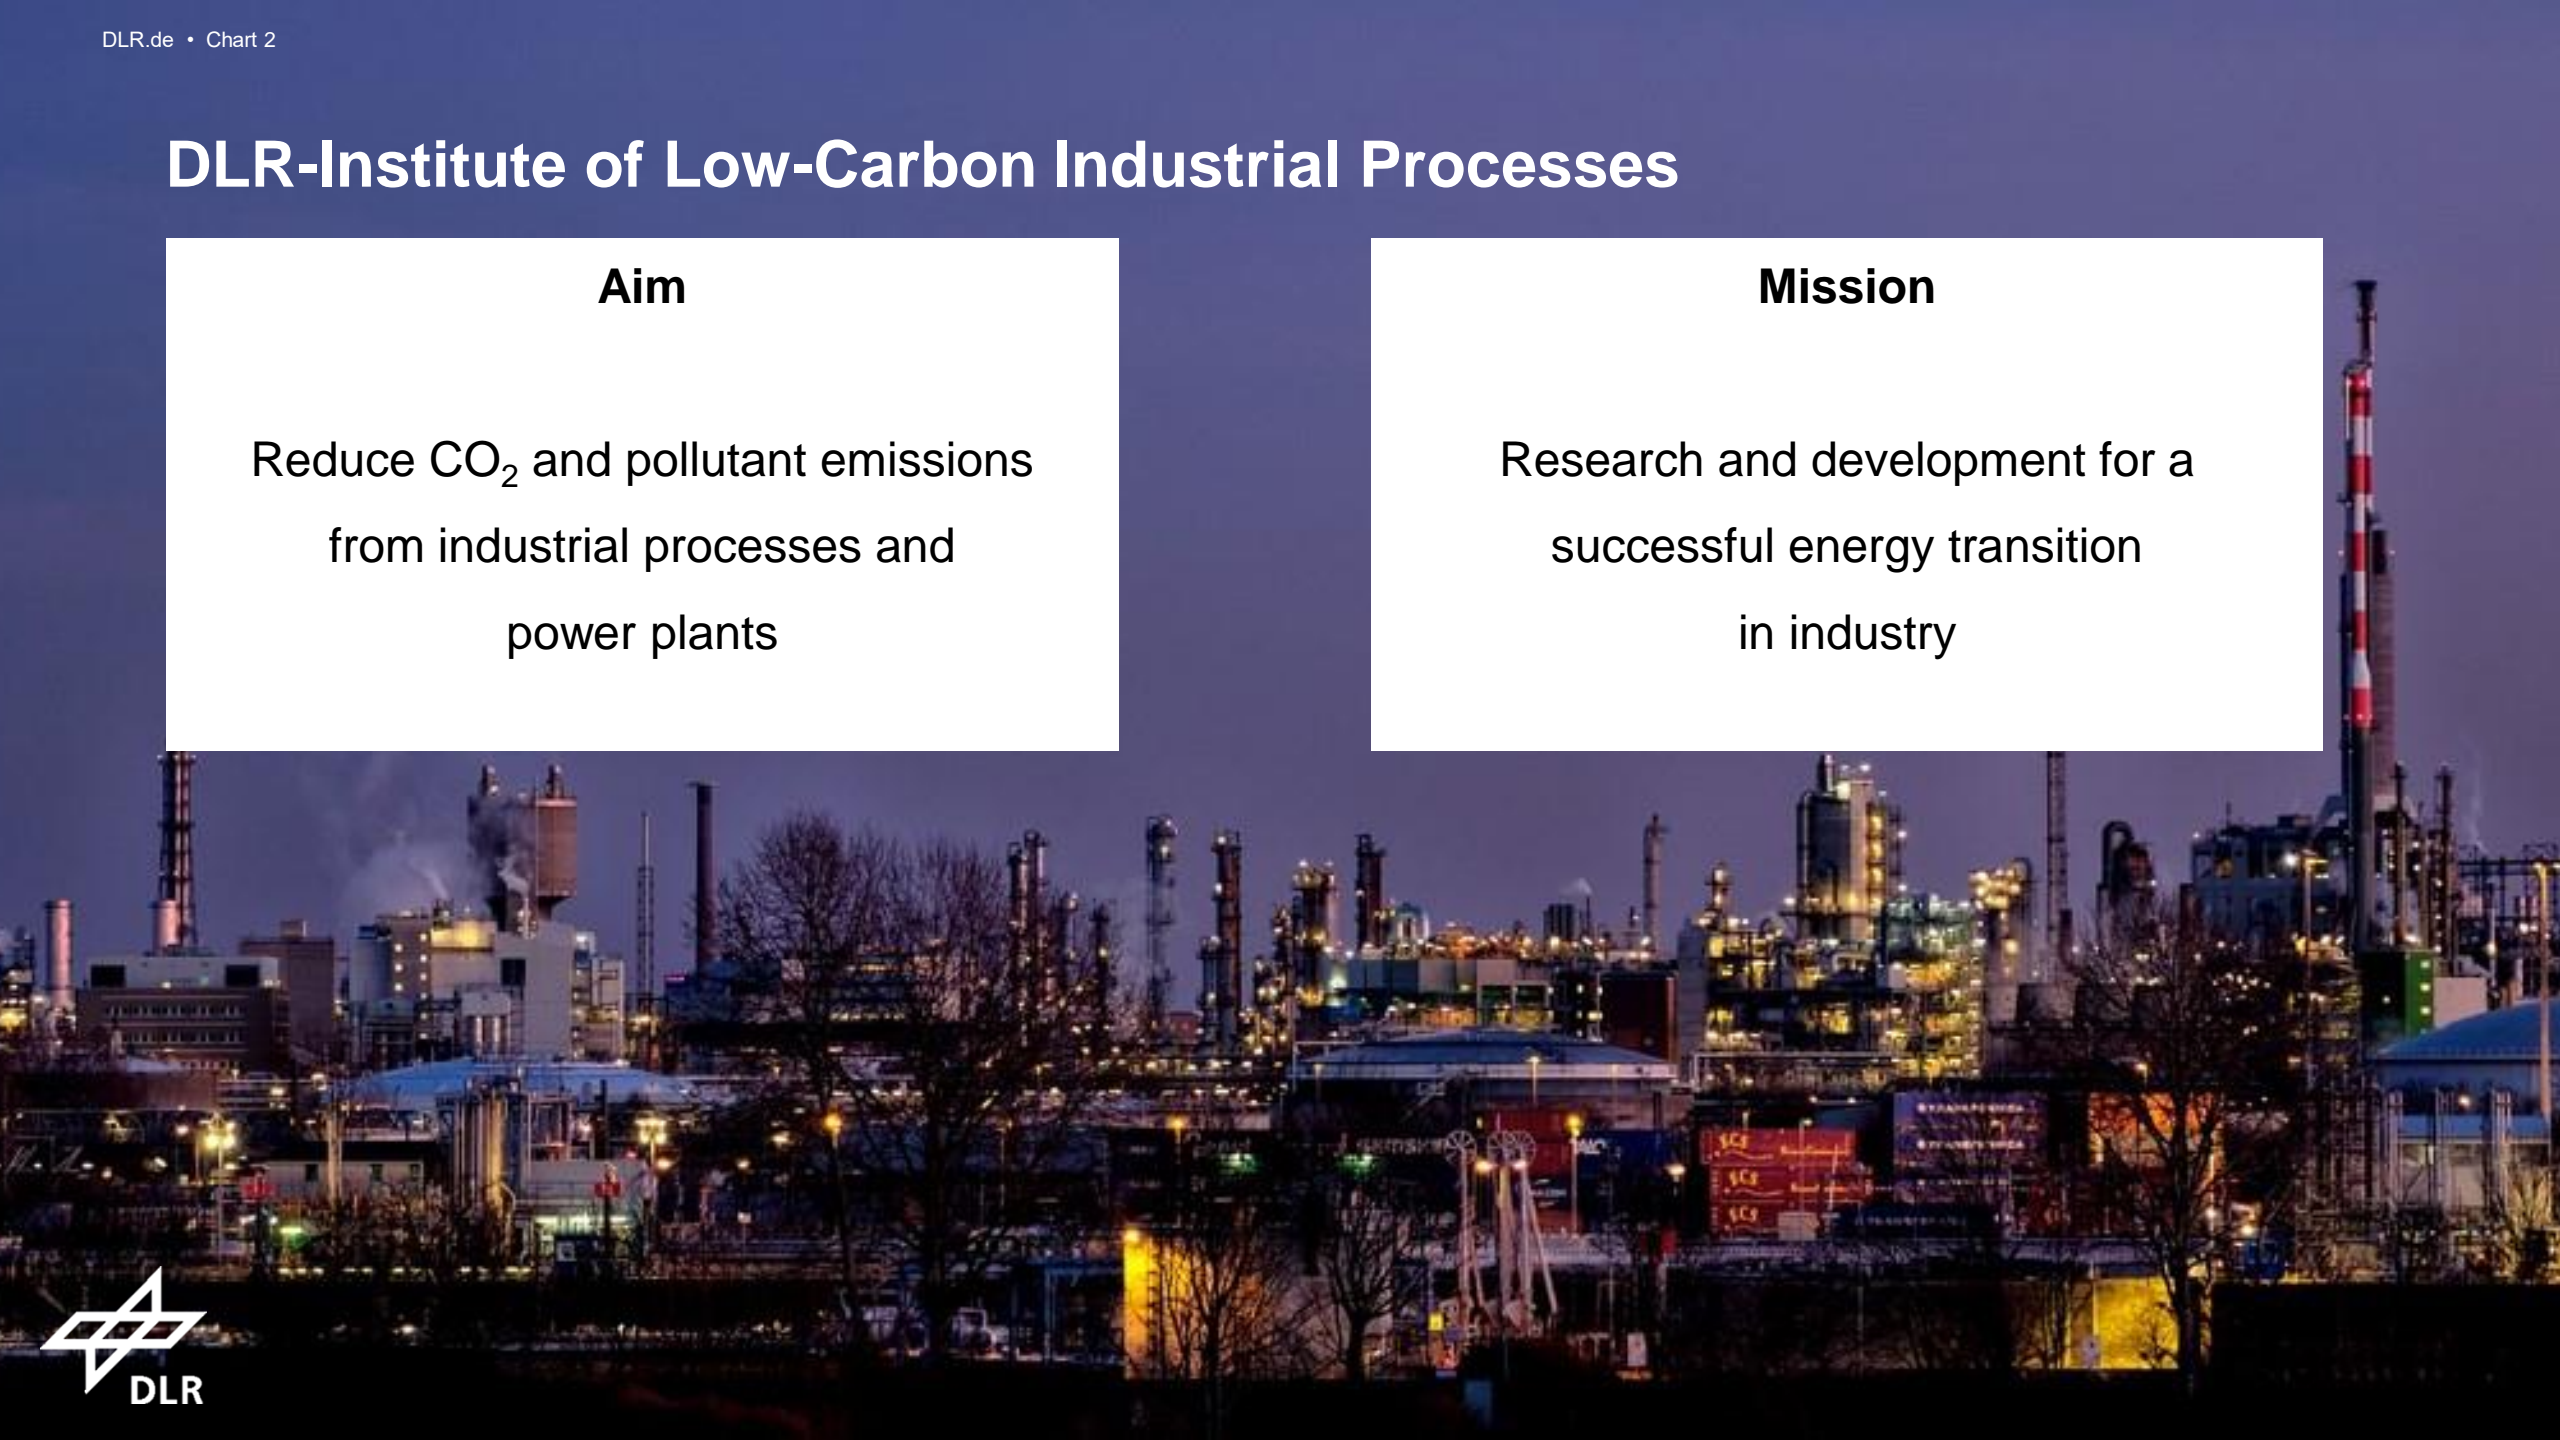 DLR.de • Chart 2
DLR-Institute of Low-Carbon Industrial Processes
Aim
Reduce CO₂ and pollutant emissions
from industrial processes and
power plants
Mission
Research and development for a
successful energy transition
in industry
DLR